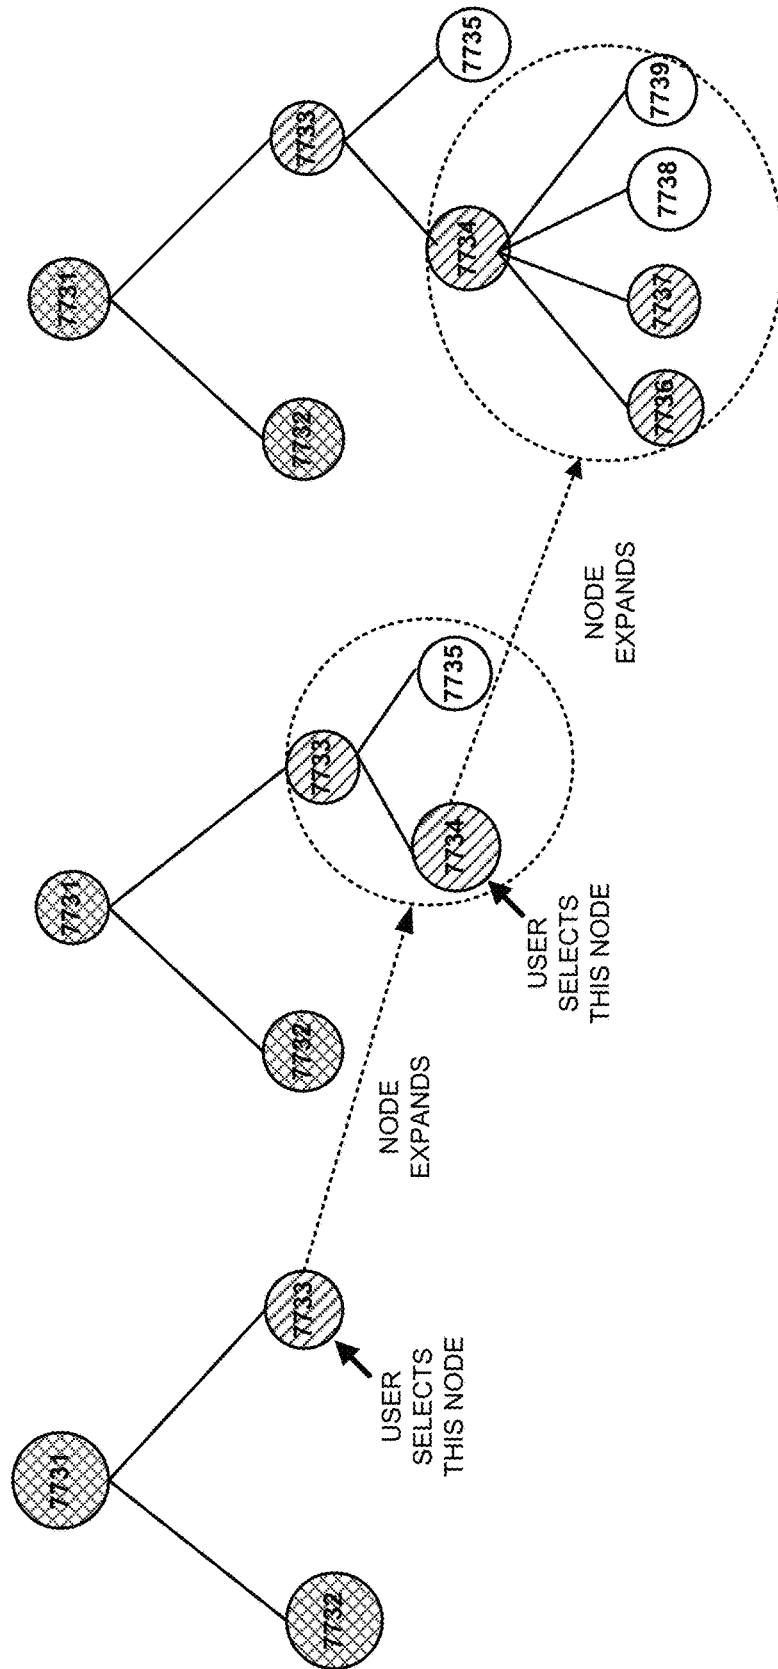 7731
7732
7733
USER
SELECTS
THIS NODE
NODE
EXPANDS
7731
7732
7733
7734
7735
USER
SELECTS
THIS NODE
NODE
EXPANDS
7731
7732
7733
7734
7735
7736
7737
7738
7739